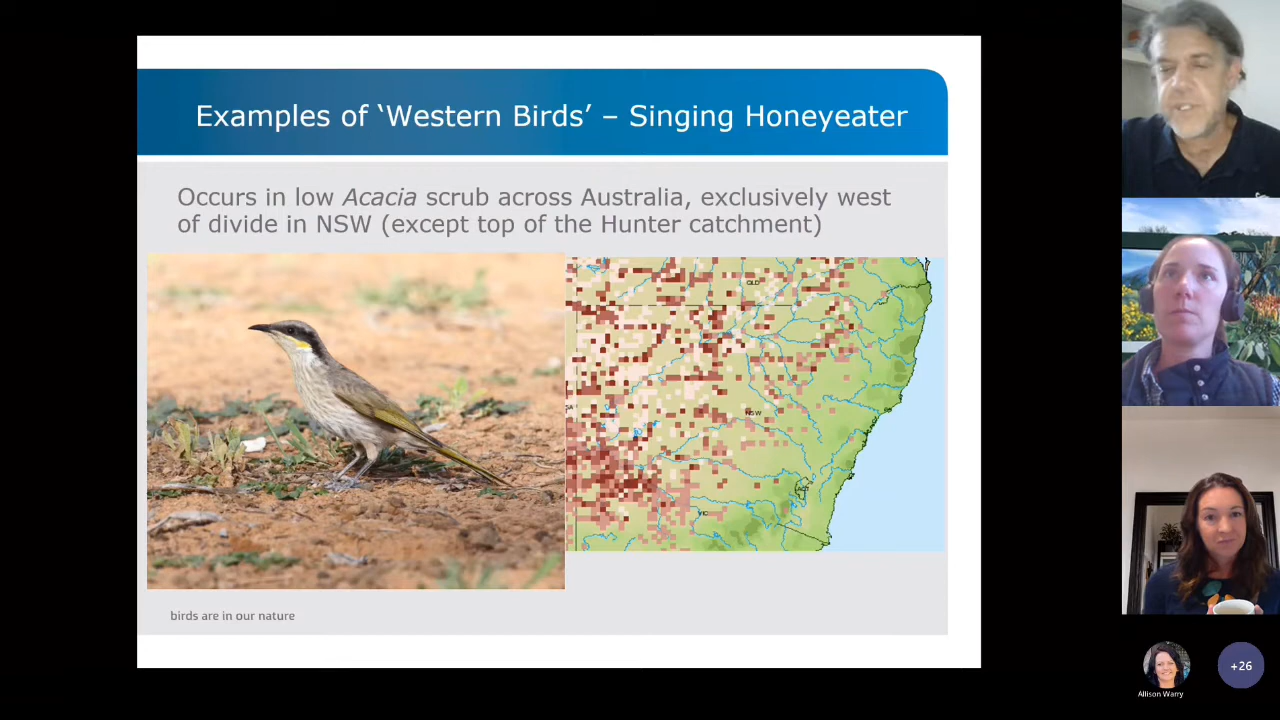 Examples of ‘Western Birds’ – Singing Honeyeater
Occurs in low Acacia scrub across Australia, exclusively west
of divide in NSW (except top of the Hunter catchment)
QLD
NSW
ACT
VIC
birds are in our nature
+26
Allison Warry